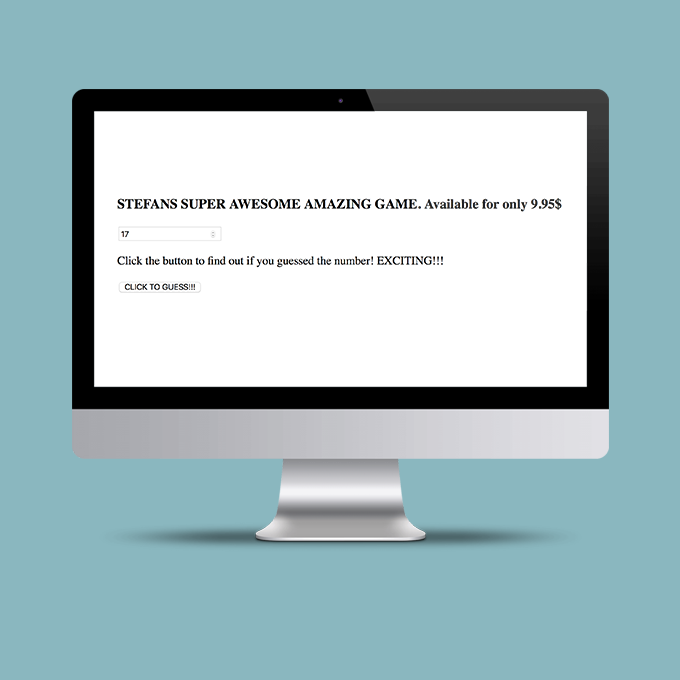 STEFANS SUPER AWESOME AMAZING GAME. Available for only 9.95$
17
Click the button to find out if you guessed the number! EXCITING!!!
CLICK TO GUESS!!!